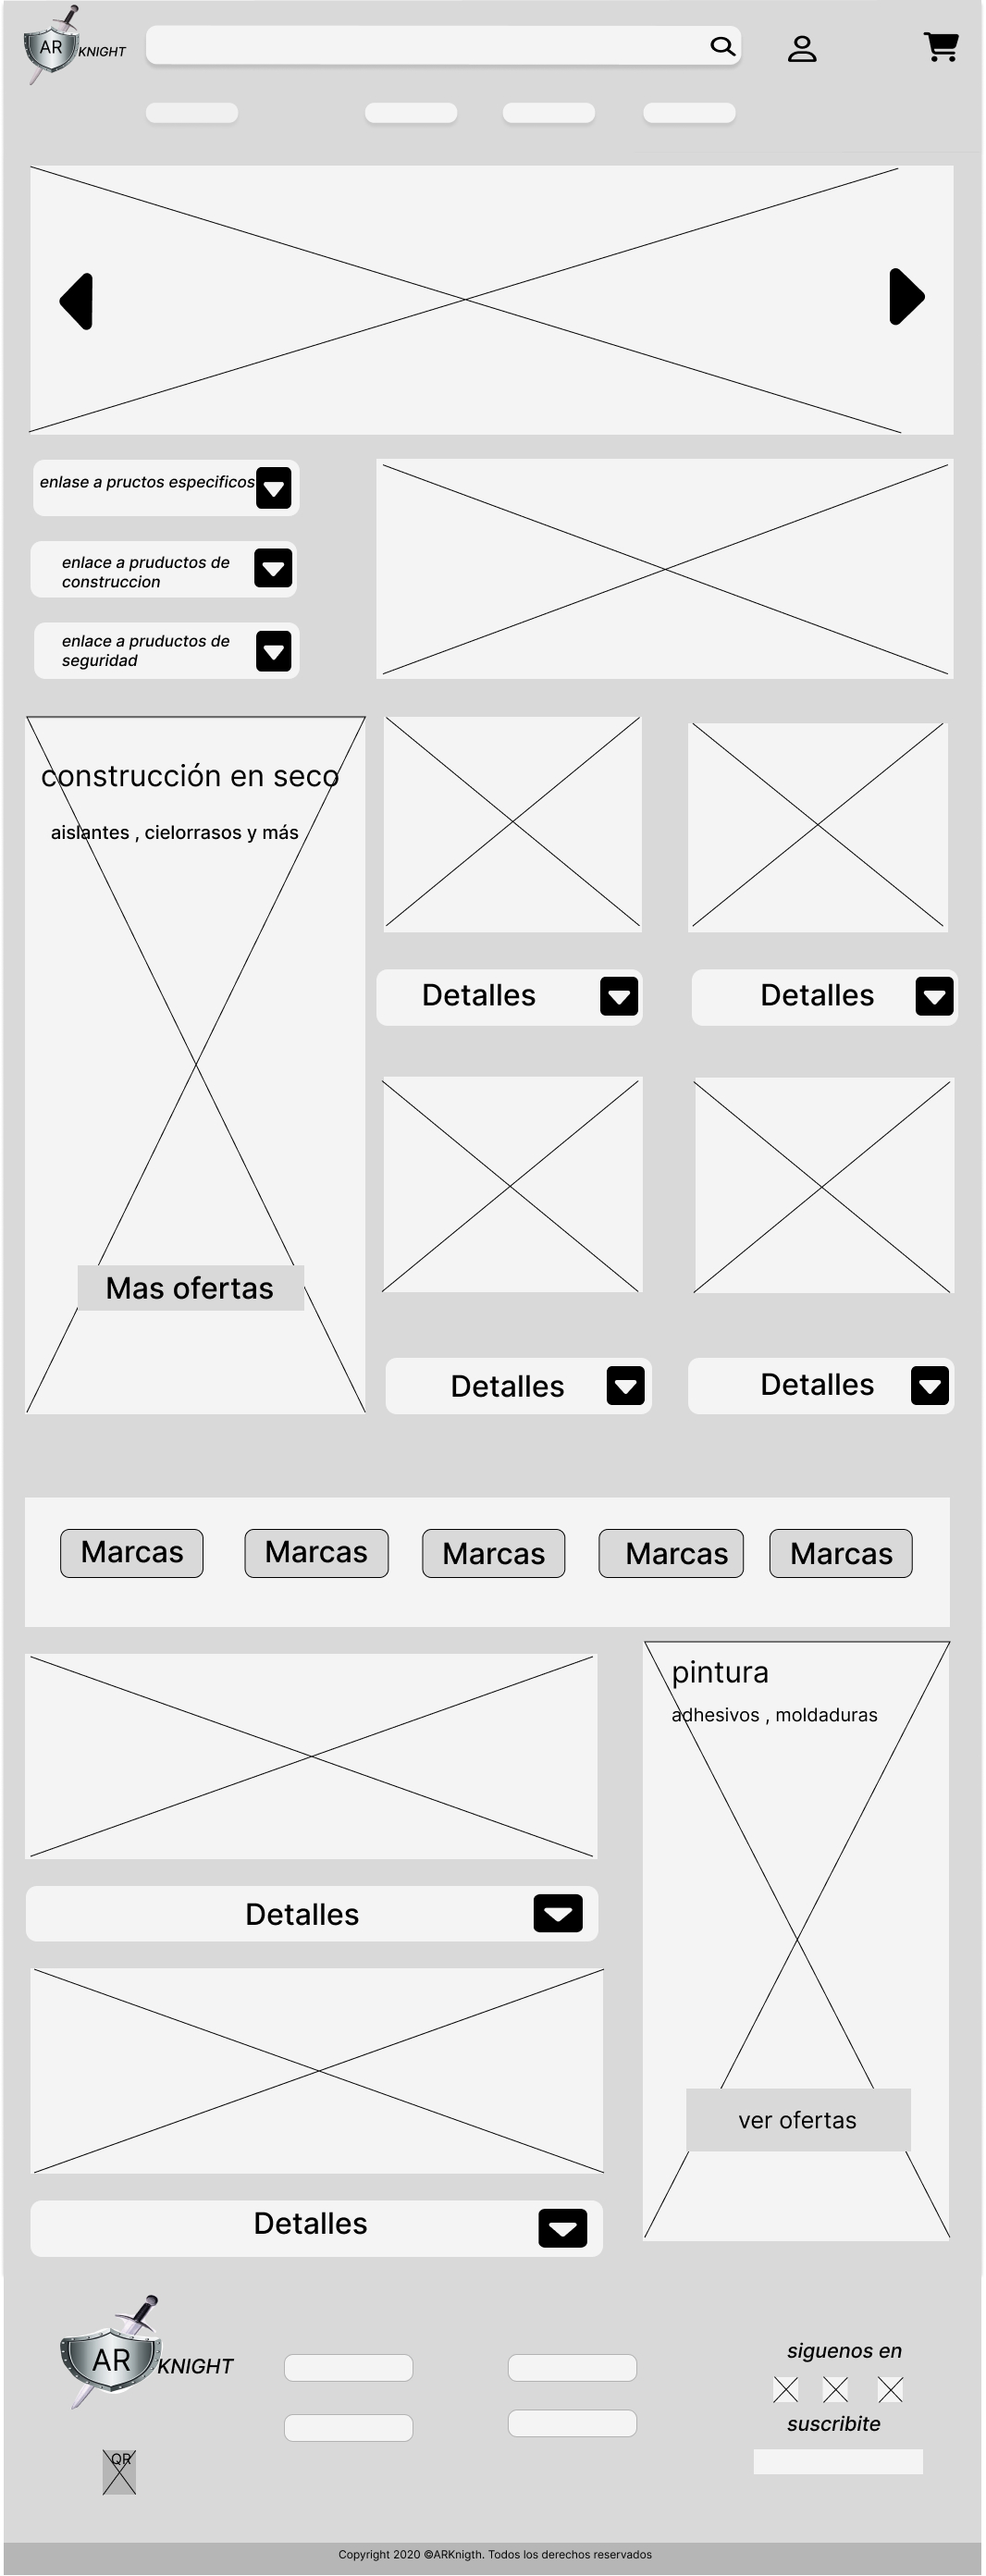 AR
KNIGHT
enlase a pructos especificos
enlace a pruductos de
construccion
enlace a pruductos de
seguridad
construcción en seco
aislantes , cielorrasos y más
Detalles
Detalles
Mas ofertas
Detalles
Detalles
Marcas
Marcas
Marcas
Marcas
Marcas
pintura
adhesivos , moldaduras
Detalles
ver ofertas
Detalles
AR
KNIGHT
siguenos en
suscribite
QR
Copyright 2020 ©ARKnigth. Todos los derechos reservados